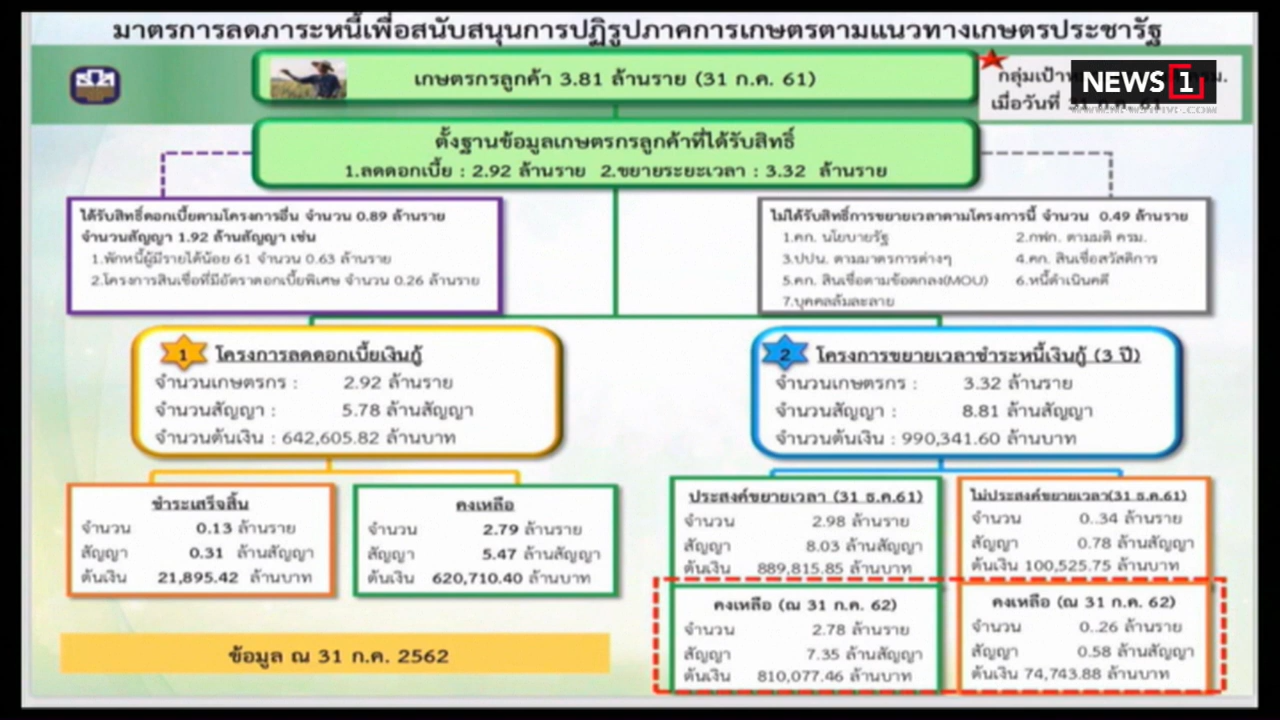 มาตรการลดภาระหนี้เพื่อสนับสนุนการปฏิรูปภาคการเกษตรตามแนวทางเกษตรประชารัฐ
เกษตรกรลูกค้า 3.81 ล้านราย (31 ก.ค. 61)
NEWS 1
เมื่อวันที่
ตั้งฐานข้อมูลเกษตรกรลูกค้าที่ได้รับสิทธิ์
1.ลดดอกเบี้ย : 2.92 ล้านราย 2.ขยายระยะเวลา : 3.32 ล้านราย
ได้รับสิทธิ์ดอกเบี้ยตามโครงการอื่น จำนวน 0.89 ล้านราย
จำนวนสัญญา 1.92 ล้านสัญญา เช่น
1.พักหนี้ผู้มีรายได้น้อย 61 จำนวน 0.63 ล้านราย
2.โครงการสินเชื่อที่มีอัตราดอกเบี้ยพิเศษ จำนวน 0.26 ล้านราย
ไม่ได้รับสิทธิ์การขยายเวลาตามโครงการนี้ จำนวน 0.49 ล้านราย
1.คก. นโยบายรัฐ 2.กฟก. ตามมติ ครม.
3.ปปน. ตามมาตรการต่างๆ 4.คก. สินเชื่อสวัสดิการ
5.คก. สินเชื่อตามข้อตกลง(MOU) 6.หนี้ดำเนินคดี
7.บุคคลล้มละลาย
1 โครงการลดดอกเบี้ยเงินกู้
จำนวนเกษตรกร : 2.92 ล้านราย
จำนวนสัญญา : 5.78 ล้านสัญญา
จำนวนต้นเงิน : 642,605.82 ล้านบาท
2 โครงการขยายเวลาชำระหนี้เงินกู้ (3 ปี)
จำนวนเกษตรกร : 3.32 ล้านราย
จำนวนสัญญา : 8.81 ล้านสัญญา
จำนวนต้นเงิน : 990,341.60 ล้านบาท
ชำระเสร็จสิ้น
จำนวน 0.13 ล้านราย
สัญญา 0.31 ล้านสัญญา
ต้นเงิน 21,895.42 ล้านบาท
คงเหลือ
จำนวน 2.79 ล้านราย
สัญญา 5.47 ล้านสัญญา
ต้นเงิน 620,710.40 ล้านบาท
ประสงค์ขยายเวลา (31 ธ.ค.61)
จำนวน 2.98 ล้านราย
สัญญา 8.03 ล้านสัญญา
ต้นเงิน 889,815.85 ล้านบาท
ไม่ประสงค์ขยายเวลา(31 ธ.ค.61)
จำนวน 0..34 ล้านราย
สัญญา 0.78 ล้านสัญญา
ต้นเงิน 100,525.75 ล้านบาท
คงเหลือ (ณ 31 ก.ค. 62)
จำนวน 2.78 ล้านราย
สัญญา 7.35 ล้านสัญญา
ต้นเงิน 810,077.46 ล้านบาท
คงเหลือ (ณ 31 ก.ค. 62)
จำนวน 0..26 ล้านราย
สัญญา 0.58 ล้านสัญญา
ต้นเงิน 74,743.88 ล้านบาท
ข้อมูล ณ 31 ก.ค. 2562